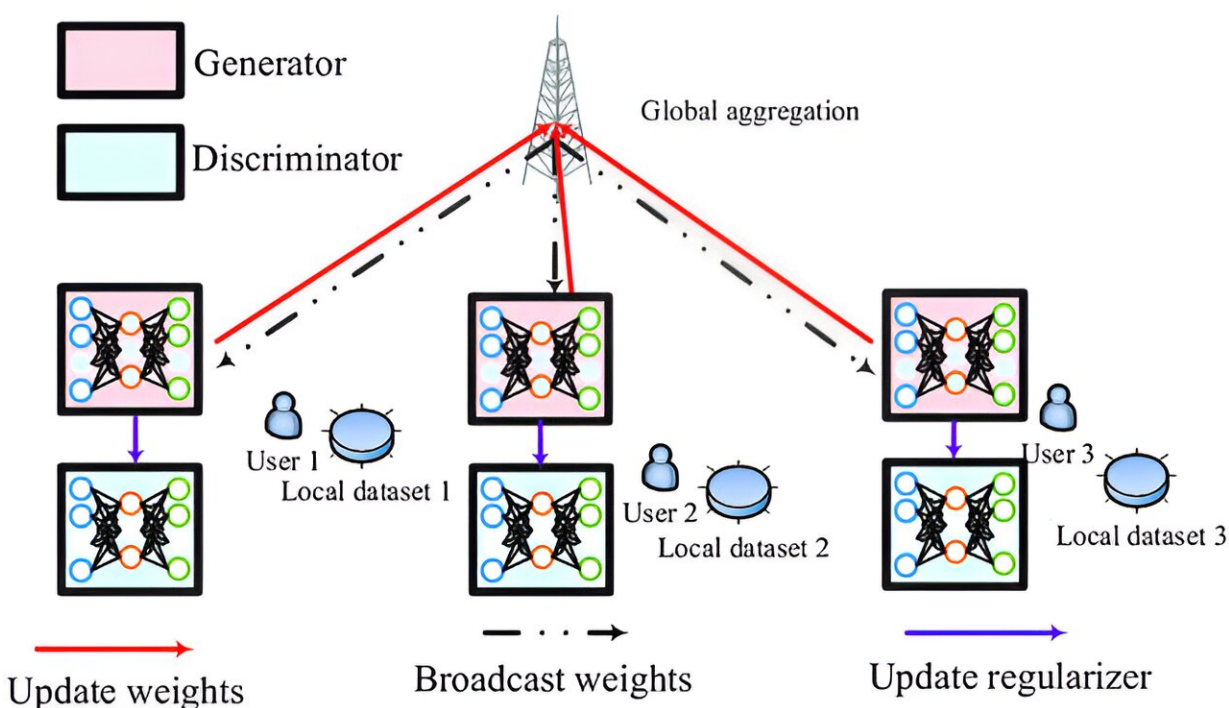 Generator
Discriminator
Global aggregation
User 1
Local dataset 1
User 2
Local dataset 2
User 3
Local dataset 3
Update weights
Broadcast weights
Update regularizer